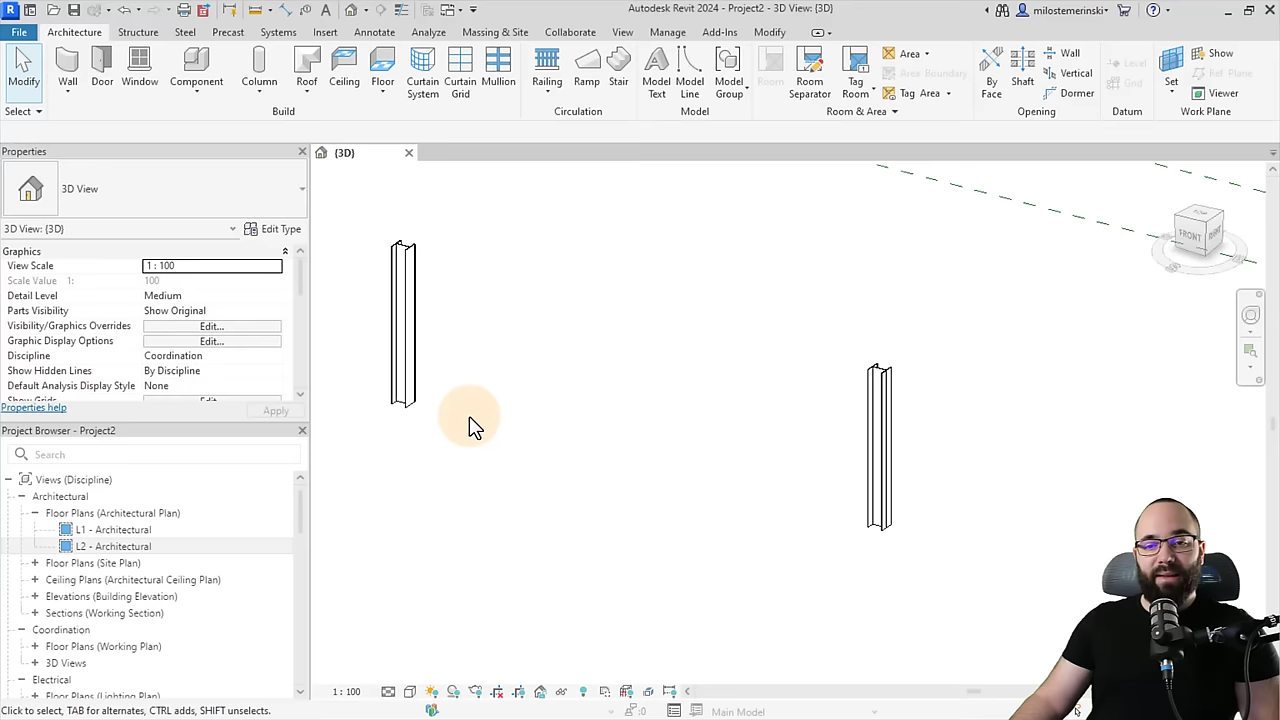 Autodesk Revit 2024 - Project2 - 3D View: {3D}
milostemerinski
File
Architecture
Structure
Steel
Precast
Systems
Insert
Annotate
Analyze
Massing & Site
Collaborate
View
Manage
Add-Ins
Modify
Modify
Wall
Door
Window
Component
Column
Roof
Ceiling
Floor
Curtain
System
Curtain
Grid
Mullion
Railing
Ramp
Stair
Model
Text
Model
Line
Model
Group
Room
Room
Separator
Tag
Room
Area
Area Boundary
Tag Area
By
Face
Shaft
Wall
Vertical
Dormer
Level
Grid
Set
Show
Ref Plane
Viewer
Select
Build
Circulation
Model
Room & Area
Opening
Datum
Work Plane
Properties
3D View
3D View: {3D}
Edit Type
Graphics
View Scale
1 : 100
Scale Value 1:
100
Detail Level
Medium
Parts Visibility
Show Original
Visibility/Graphics Overrides
Edit...
Graphic Display Options
Edit...
Discipline
Coordination
Show Hidden Lines
By Discipline
Default Analysis Display Style
None
Show Grids
Edit...
Properties help
Apply
Project Browser - Project2
Search
Views (Discipline)
Architectural
Floor Plans (Architectural Plan)
L1 - Architectural
L2 - Architectural
Floor Plans (Site Plan)
Ceiling Plans (Architectural Ceiling Plan)
Elevations (Building Elevation)
Sections (Working Section)
Coordination
Floor Plans (Working Plan)
3D Views
Electrical
Floor Plans (Lighting Plan)
{3D}
FRONT
RIGHT
1 : 100
Click to select, TAB for alternates, CTRL adds, SHIFT unselects.
:0
Main Model